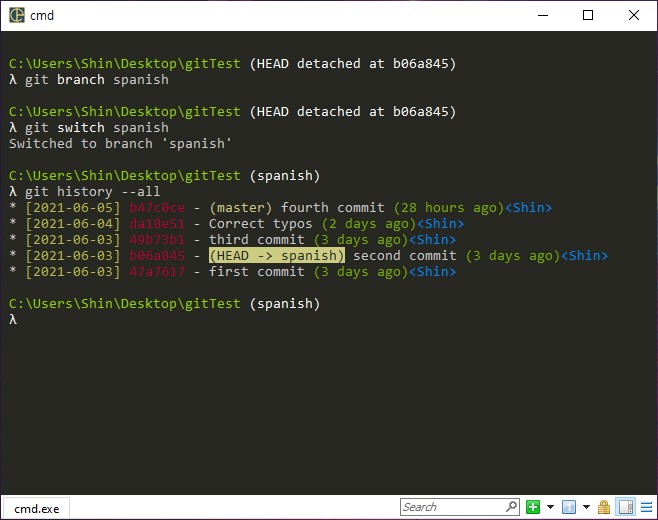 cmd
C:\Users\Shin\Desktop\gitTest (HEAD detached at b06a845)
λ git branch spanish
C:\Users\Shin\Desktop\gitTest (HEAD detached at b06a845)
λ git switch spanish
Switched to branch 'spanish'
C:\Users\Shin\Desktop\gitTest (spanish)
λ git history --all
* [2021-06-05] b47c0ce - (master) fourth commit (28 hours ago)<Shin>
* [2021-06-04] da18e51 - Correct typos (2 days ago)<Shin>
* [2021-06-03] 49b73b1 - third commit (3 days ago)<Shin>
* [2021-06-03] b06a845 - (HEAD -> spanish) second commit (3 days ago)<Shin>
* [2021-06-03] 47a7617 - first commit (3 days ago)<Shin>
C:\Users\Shin\Desktop\gitTest (spanish)
λ
cmd.exe
Search